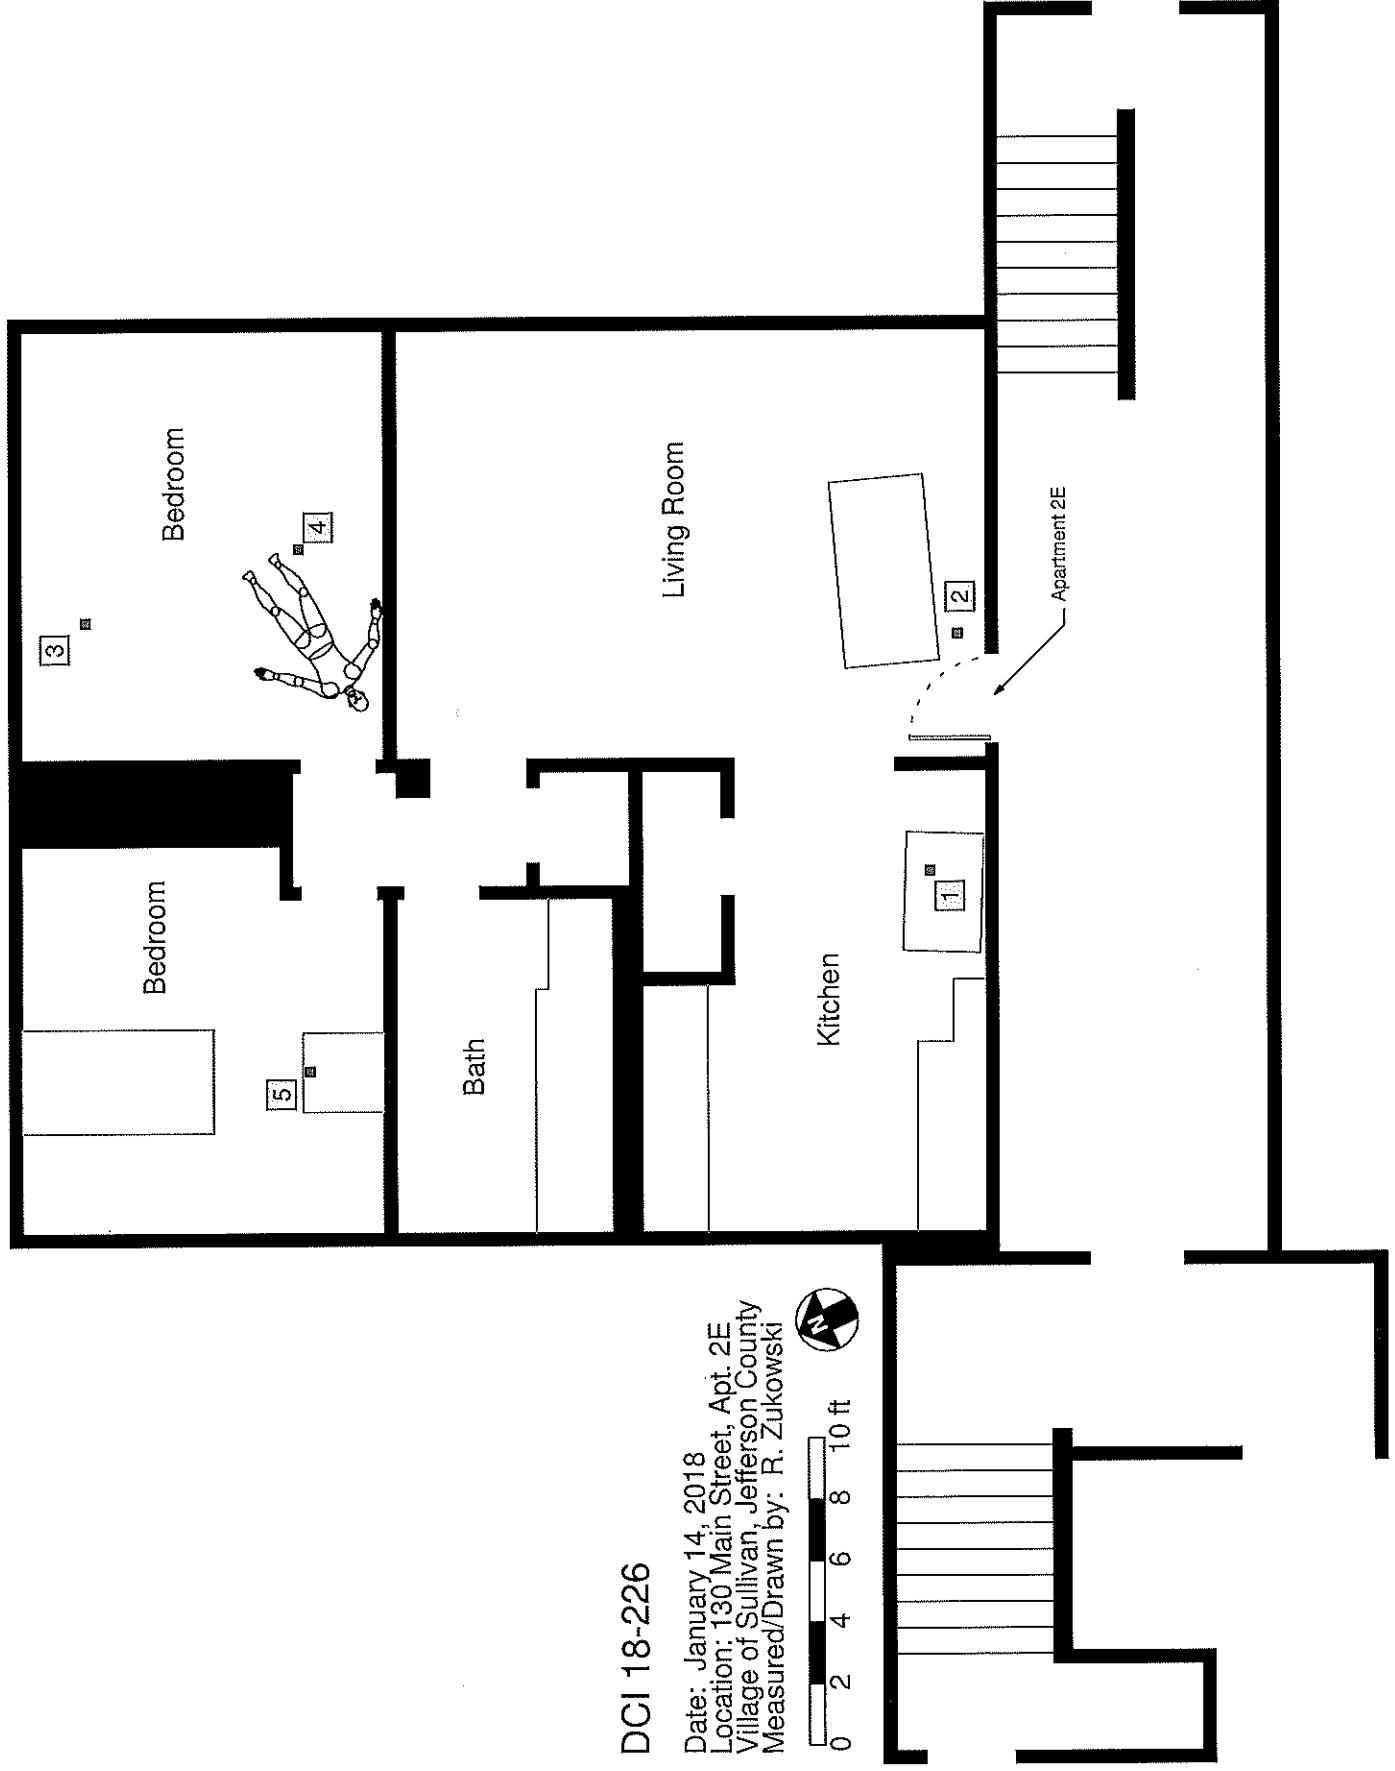 Bedroom
Bedroom
3
4
5
Bath
Living Room
Kitchen
2
1
Apartment 2E
DCI 18-226
Date: January 14, 2018
Location: 130 Main Street, Apt. 2E
Village of Sullivan, Jefferson County
Measured/Drawn by: R. Zukowski
N
0 2 4 6 8 10 ft